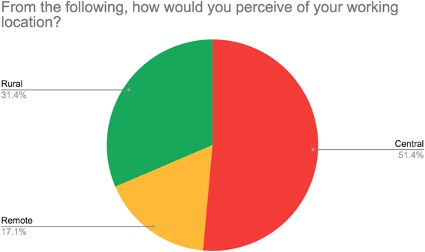 From the following, how would you perceive of your working
location?
Rural
31.4%
Central
51.4%
Remote
17.1%